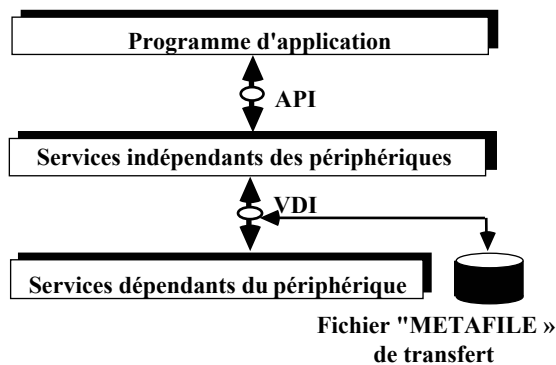 Programme d'application
API
Services indépendants des périphériques
VDI
Services dépendants du périphérique
Fichier "METAFILE »
de transfert